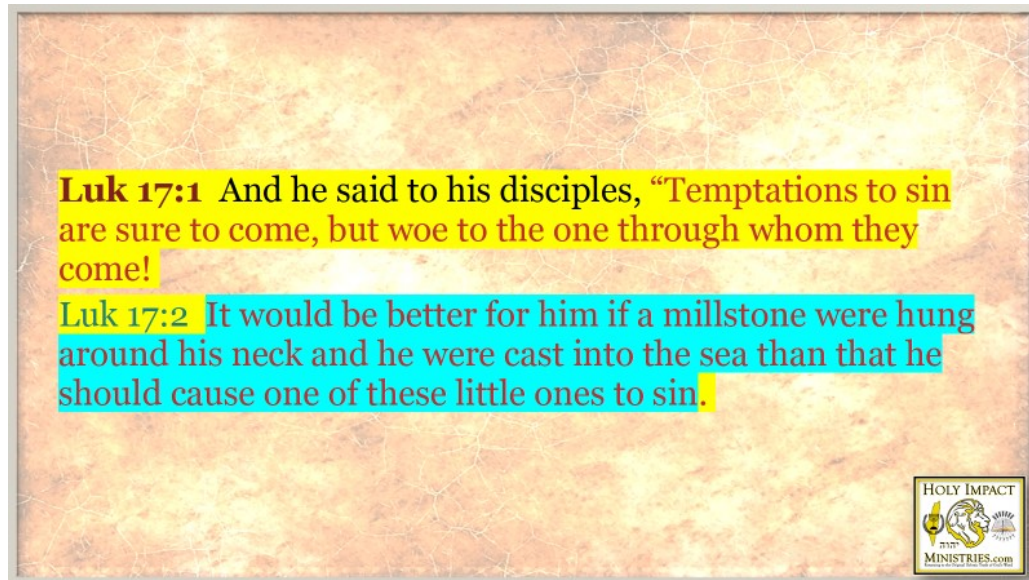 Luk 17:1 And he said to his disciples, “Temptations to sin
are sure to come, but woe to the one through whom they
come!
Luk 17:2 It would be better for him if a millstone were hung
around his neck and he were cast into the sea than that he
should cause one of these little ones to sin.
HOLY IMPACT
יהוה
MINISTRIES.com